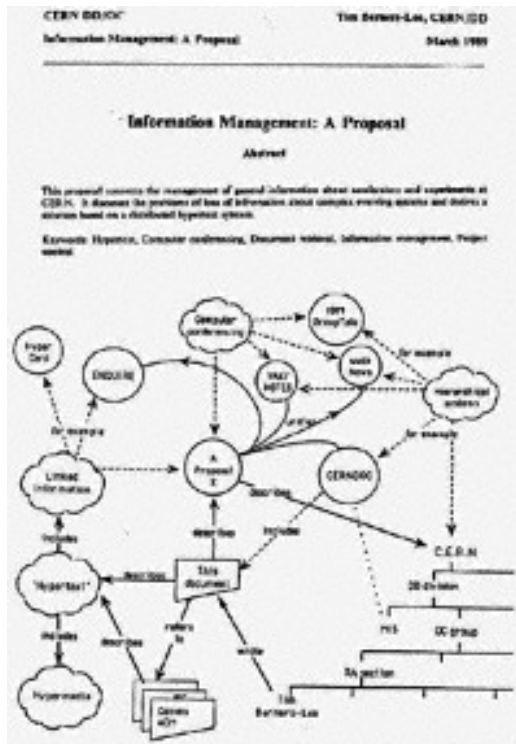 CERN DD/OC
Tim Berners-Lee, CERN/DD
Information Management: A Proposal
March 1989
Information Management: A Proposal
Abstract
This proposal concerns the management of general information about accelerators and experiments at
CERN. It discusses the problems of loss of information about complex evolving systems and derives a
solution based on a distributed hypertext system.
Keywords: Hypertext, Computer conferencing, Document retrieval, Information management, Project
control
Computer
conferencing
IBM
GroupTalk
Hyper
Card
ENQUIRE
VAX/
NOTES
uucp
News
for example
Hierarchical
systems
for example
for example
unifies
A
Proposal
Linked
information
CERNDOC
describes
describes
includes
includes
C.E.R.N
DD division
"Hypertext"
describes
This
document
MIS
OC group
includes
describes
refers
to
wrote
RA section
Hypermedia
Comms
ACM
Tim
Berners-Lee